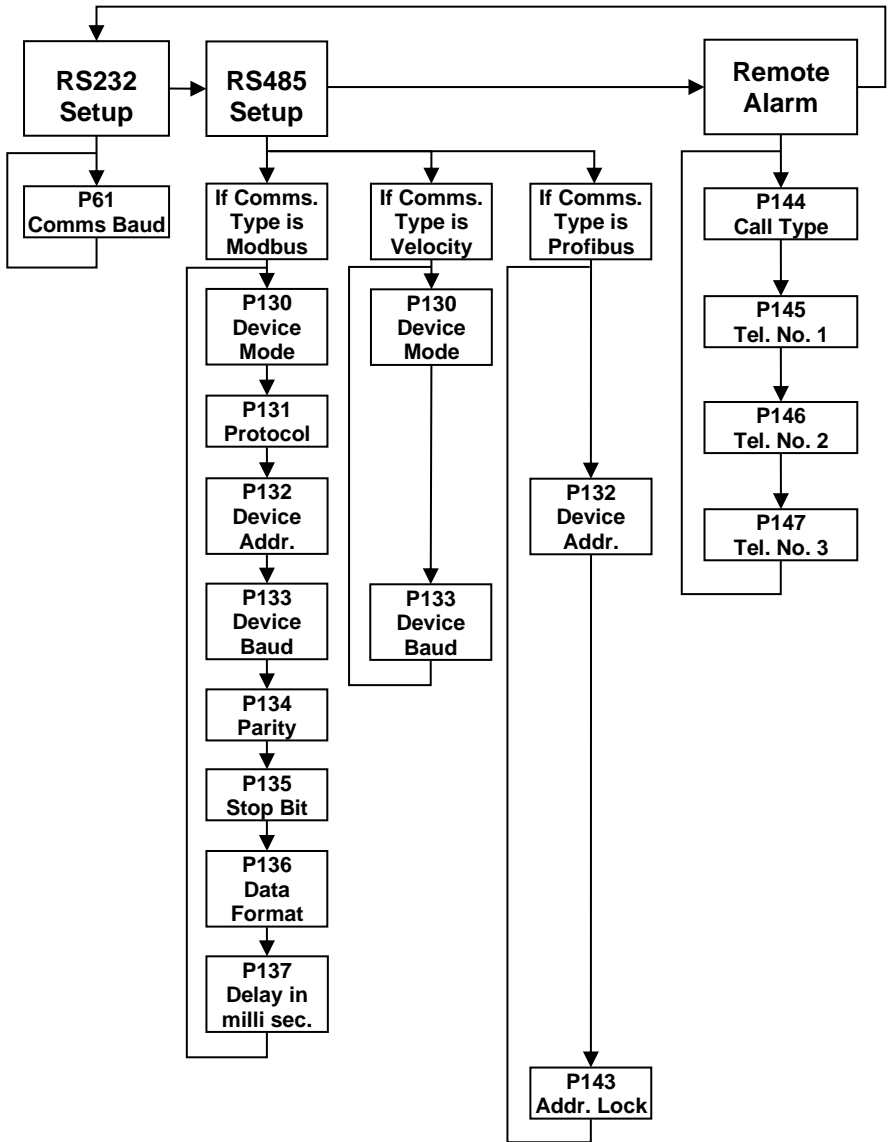 RS232
Setup
RS485
Setup
Remote
Alarm
P61
Comms Baud
If Comms.
Type is
Modbus
P130
Device
Mode
P131
Protocol
P132
Device
Addr.
P133
Device
Baud
P134
Parity
P135
Stop Bit
P136
Data
Format
P137
Delay in
milli sec.
If Comms.
Type is
Velocity
P130
Device
Mode
P133
Device
Baud
If Comms.
Type is
Profibus
P132
Device
Addr.
P143
Addr. Lock
P144
Call Type
P145
Tel. No. 1
P146
Tel. No. 2
P147
Tel. No. 3